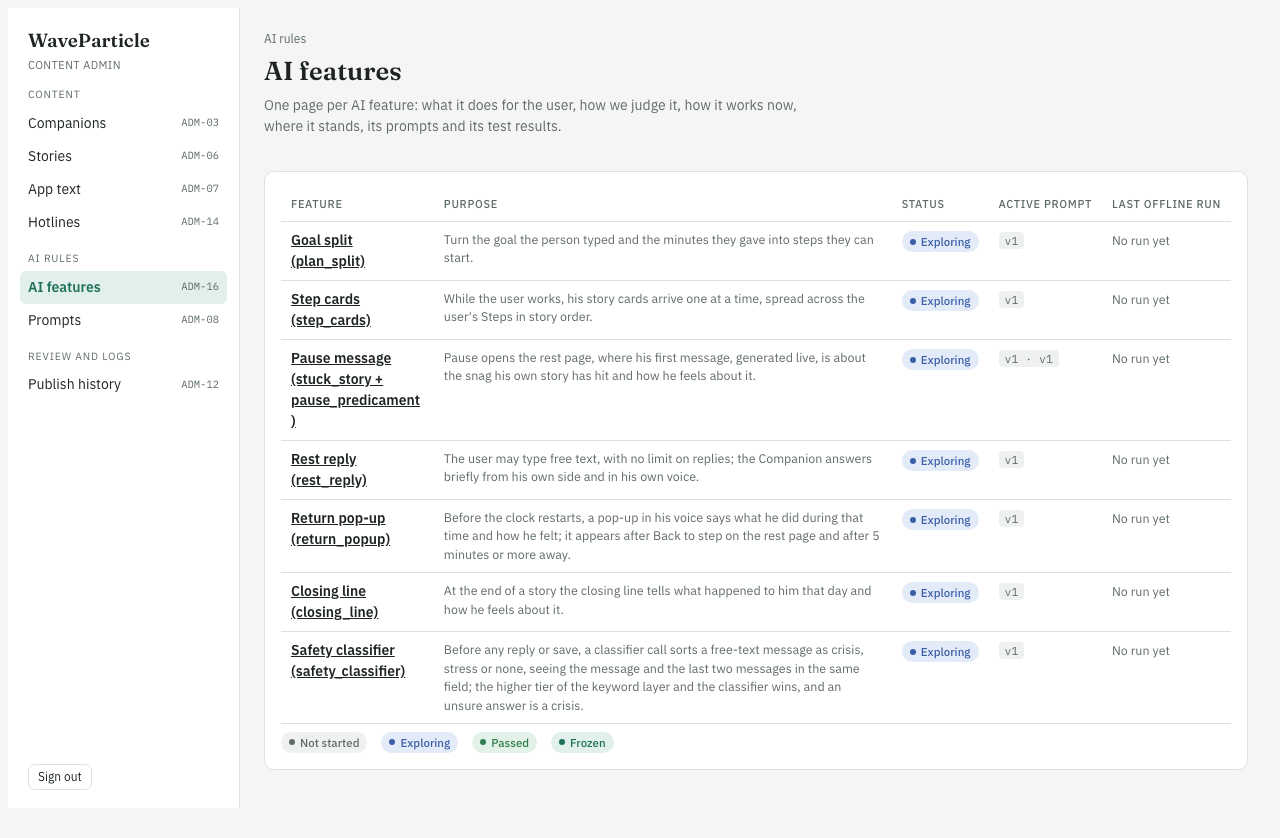 WaveParticle
CONTENT ADMIN
CONTENT
Companions ADM-03
Stories ADM-06
App text ADM-07
Hotlines ADM-14
AI RULES
AI features ADM-16
Prompts ADM-08
REVIEW AND LOGS
Publish history ADM-12
Sign out
AI rules
AI features
One page per AI feature: what it does for the user, how we judge it, how it works now,
where it stands, its prompts and its test results.
FEATURE PURPOSE STATUS ACTIVE PROMPT LAST OFFLINE RUN
Goal split
(plan_split)
Turn the goal the person typed and the minutes they gave into steps they can
start.
Exploring
v1
No run yet
Step cards
(step_cards)
While the user works, his story cards arrive one at a time, spread across the
user's Steps in story order.
Exploring
v1
No run yet
Pause message
(stuck_story +
pause_predicament
)
Pause opens the rest page, where his first message, generated live, is about
the snag his own story has hit and how he feels about it.
Exploring
v1 · v1
No run yet
Rest reply
(rest_reply)
The user may type free text, with no limit on replies; the Companion answers
briefly from his own side and in his own voice.
Exploring
v1
No run yet
Return pop-up
(return_popup)
Before the clock restarts, a pop-up in his voice says what he did during that
time and how he felt; it appears after Back to step on the rest page and after 5
minutes or more away.
Exploring
v1
No run yet
Closing line
(closing_line)
At the end of a story the closing line tells what happened to him that day and
how he feels about it.
Exploring
v1
No run yet
Safety classifier
(safety_classifier)
Before any reply or save, a classifier call sorts a free-text message as crisis,
stress or none, seeing the message and the last two messages in the same
field; the higher tier of the keyword layer and the classifier wins, and an
unsure answer is a crisis.
Exploring
v1
No run yet
Not started Exploring Passed Frozen